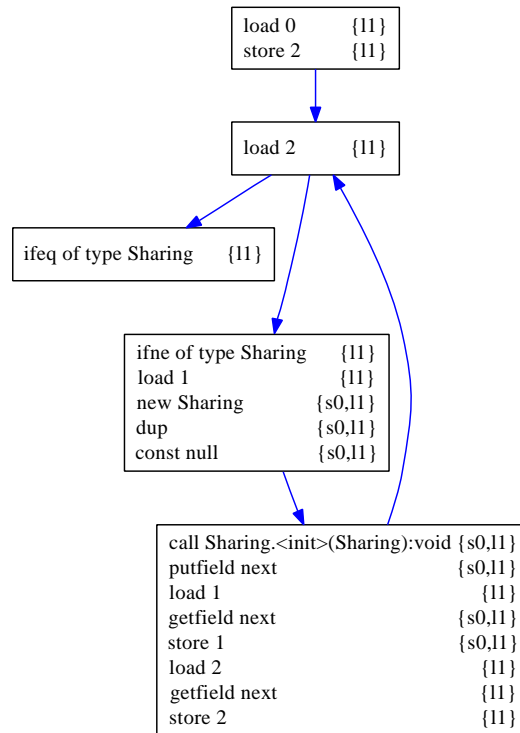 load 0 {l1}
store 2 {l1}
load 2 {l1}
ifeq of type Sharing {l1}
ifne of type Sharing {l1}
load 1 {l1}
new Sharing {s0,l1}
dup {s0,l1}
const null {s0,l1}
call Sharing.<init>(Sharing):void {s0,l1}
putfield next {s0,l1}
load 1 {l1}
getfield next {s0,l1}
store 1 {s0,l1}
load 2 {l1}
getfield next {l1}
store 2 {l1}